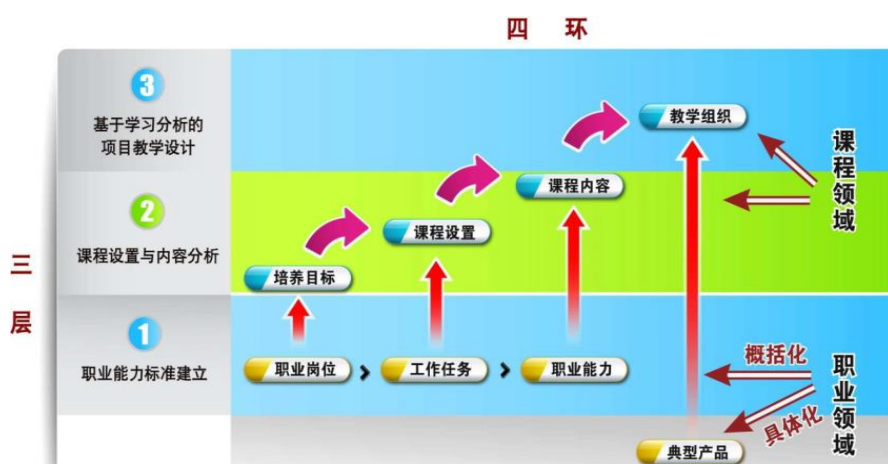 四 环
三层
3
基于学习分析的
项目教学设计
教学组织
2
课程设置与内容分析
课程内容
课程设置
培养目标
课程领域
1
职业能力标准建立
职业岗位 > 工作任务 > 职业能力
概括化
具体化
职业领域
典型产品